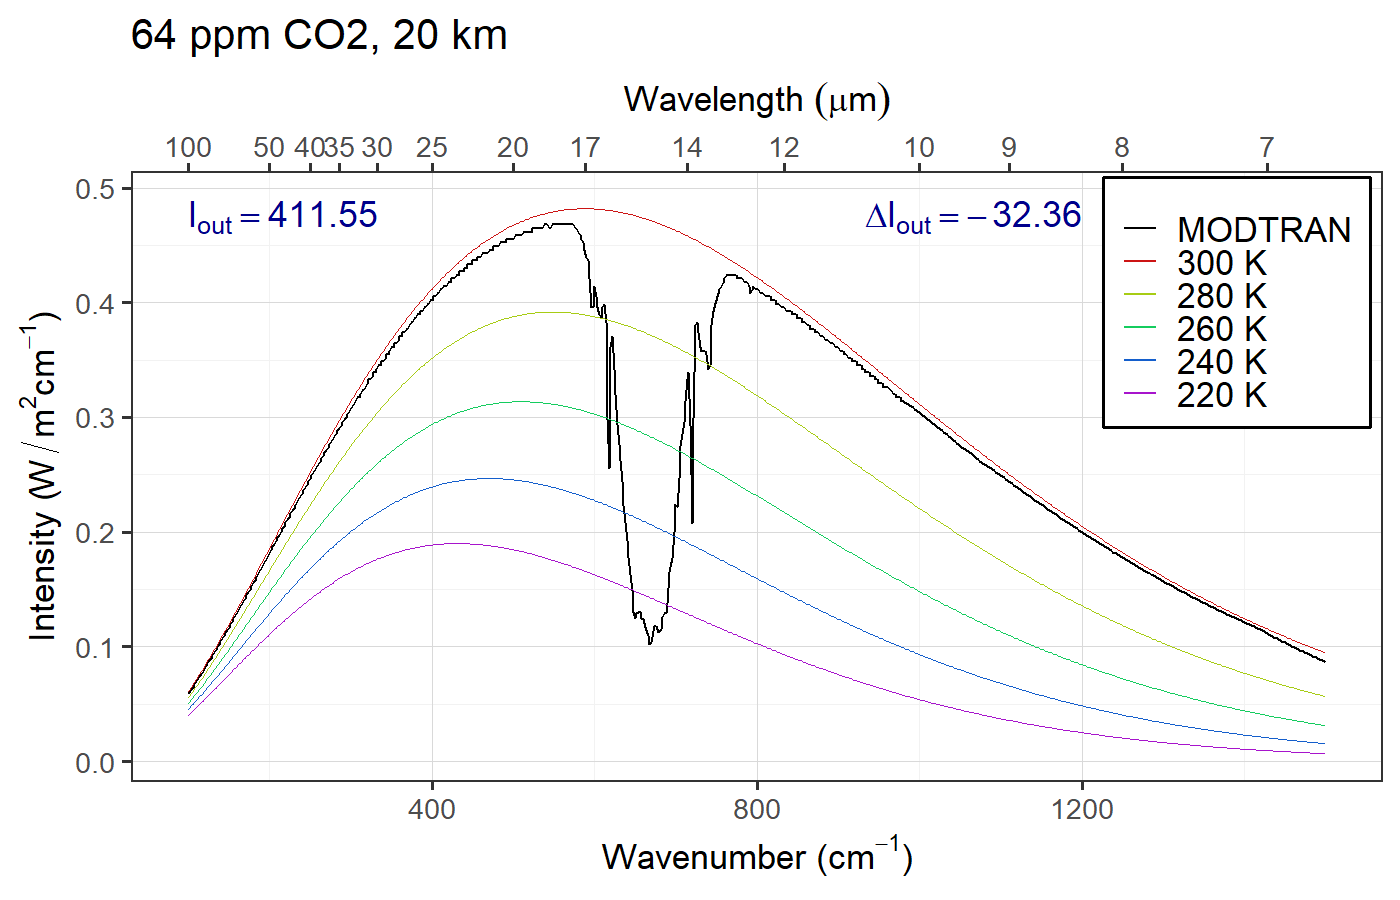 64 ppm CO2, 20 km
Wavelength (μm)
100 50 40 35 30 25 20 17 14 12 10 9 8 7
I_out = 411.55
ΔI_out = −32.36
MODTRAN
300 K
280 K
260 K
240 K
220 K
Intensity (W / m²cm⁻¹)
0.5
0.4
0.3
0.2
0.1
0.0
400 800 1200
Wavenumber (cm⁻¹)